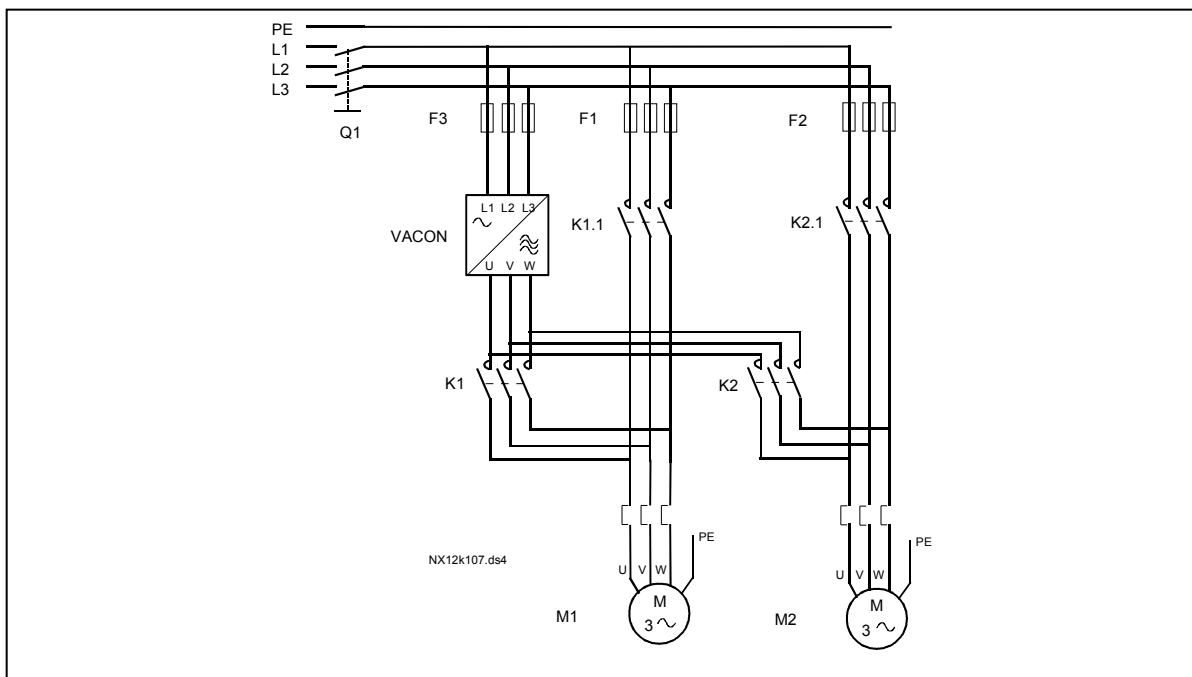 PE
L1
L2
L3
Q1
F3
F1
F2
L1 L2 L3
VACON
U V W
K1.1
K2.1
K1
K2
NX12k107.ds4
PE
PE
U V W
U V W
M1
M
3
M2
M
3